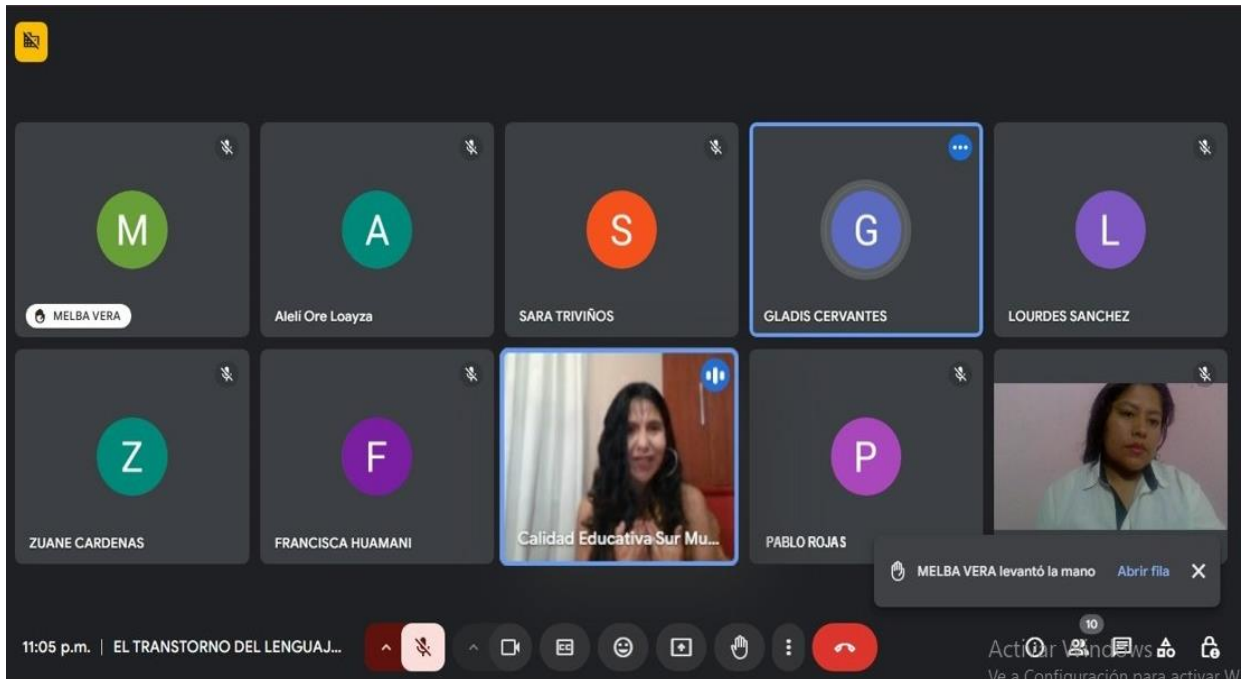 M
MELBA VERA
A
Aleli Ore Loayza
S
SARA TRIVIÑOS
G
GLADIS CERVANTES
L
LOURDES SANCHEZ
Z
ZUANE CARDENAS
F
FRANCISCA HUAMANI
Calidad Educativa Sur Mu...
P
PABLO ROJAS
MELBA VERA levantó la mano Abrir fila
11:05 p.m. | EL TRANSTORNO DEL LENGUAJ...
10
Activar Windows
Ve a Configuración para activar W